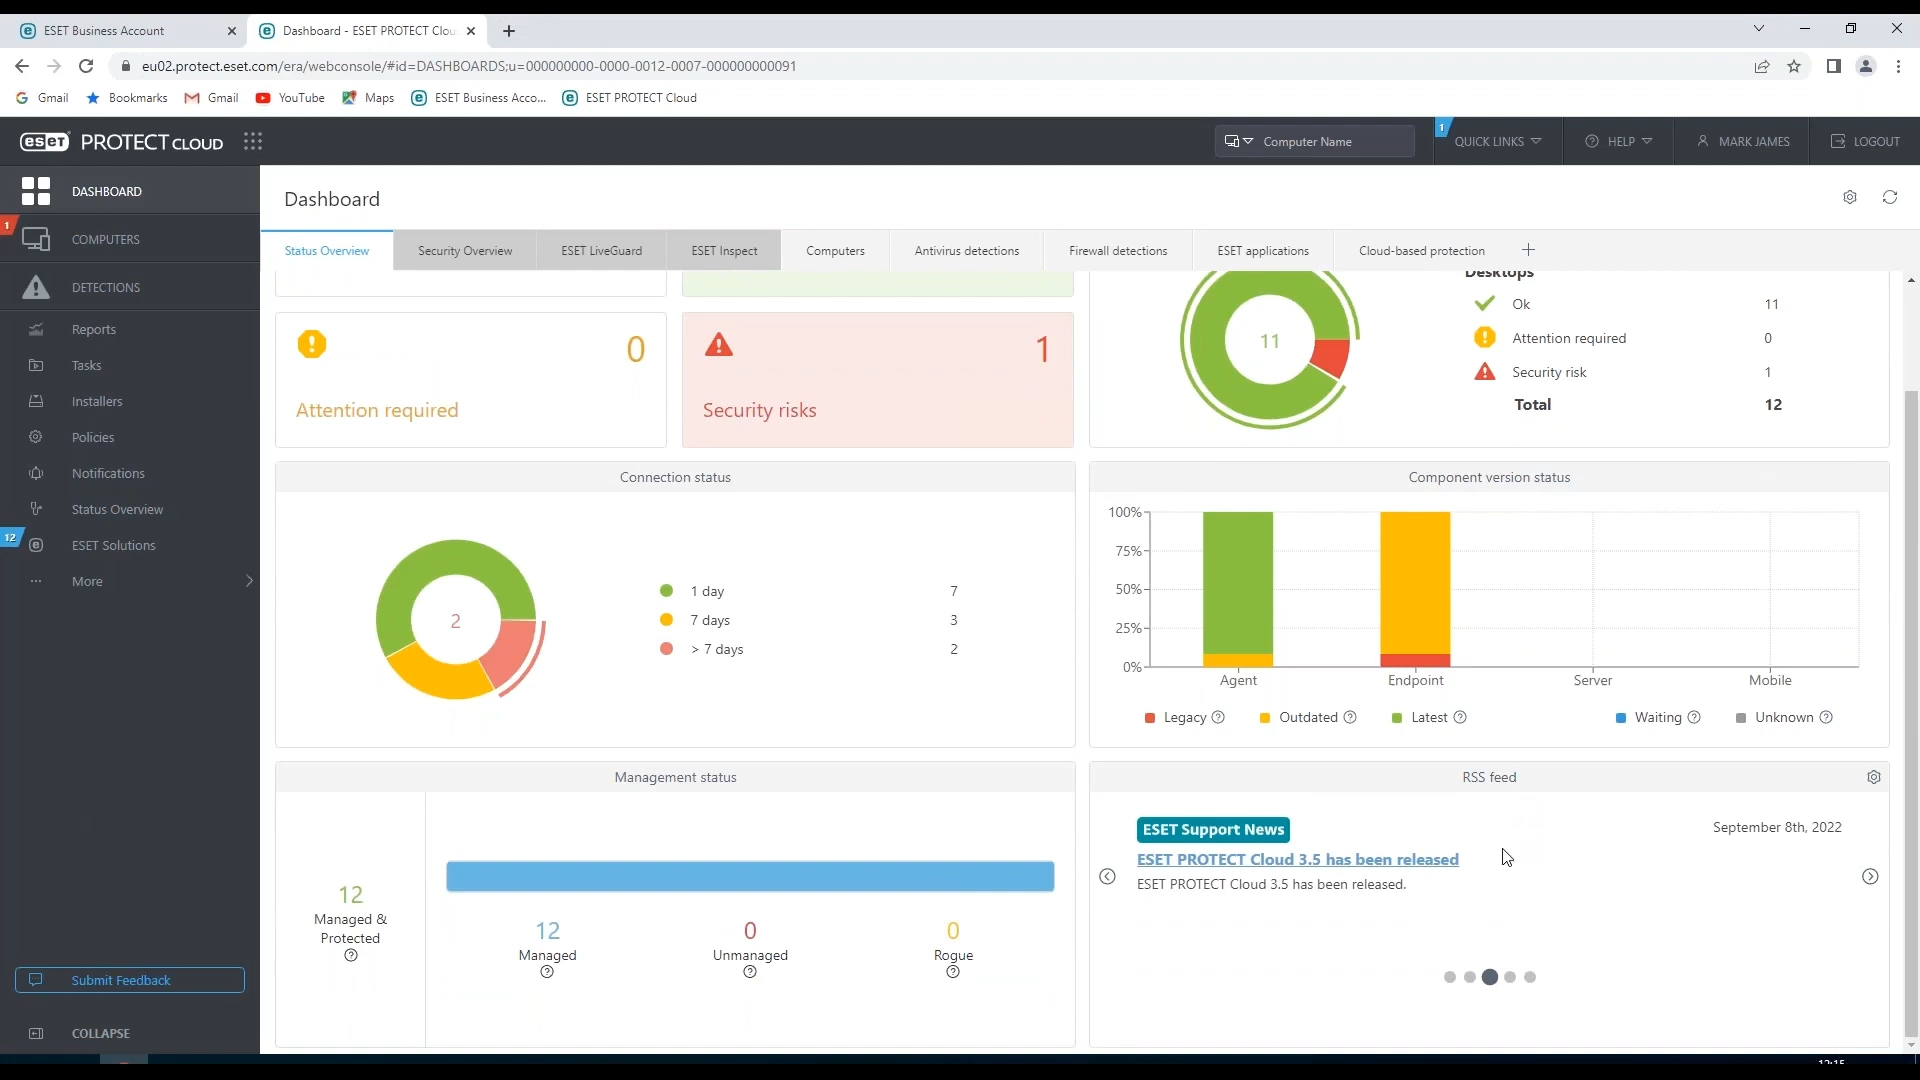 ESET Business Account
Dashboard - ESET PROTECT Clou
eu02.protect.eset.com/era/webconsole/#id=DASHBOARDS;u=000000000-0000-0012-0007-000000000091
Gmail
Bookmarks
Gmail
YouTube
Maps
ESET Business Acco...
ESET PROTECT Cloud
eseT PROTECT CLOUD
Computer Name
1
QUICK LINKS
HELP
MARK JAMES
LOGOUT
DASHBOARD
1
COMPUTERS
DETECTIONS
Reports
Tasks
Installers
Policies
Notifications
Status Overview
12
ESET Solutions
More
Submit Feedback
COLLAPSE
Dashboard
Status Overview
Security Overview
ESET LiveGuard
ESET Inspect
Computers
Antivirus detections
Firewall detections
ESET applications
Cloud-based protection
0
Attention required
1
Security risks
11
Desktops
Ok 11
Attention required 0
Security risk 1
Total 12
Connection status
2
1 day 7
7 days 3
> 7 days 2
Component version status
100%
75%
50%
25%
0%
Agent Endpoint Server Mobile
Legacy Outdated Latest Waiting Unknown
Management status
12
Managed &
Protected
12
Managed
0
Unmanaged
0
Rogue
RSS feed
ESET Support News
September 8th, 2022
ESET PROTECT Cloud 3.5 has been released
ESET PROTECT Cloud 3.5 has been released.